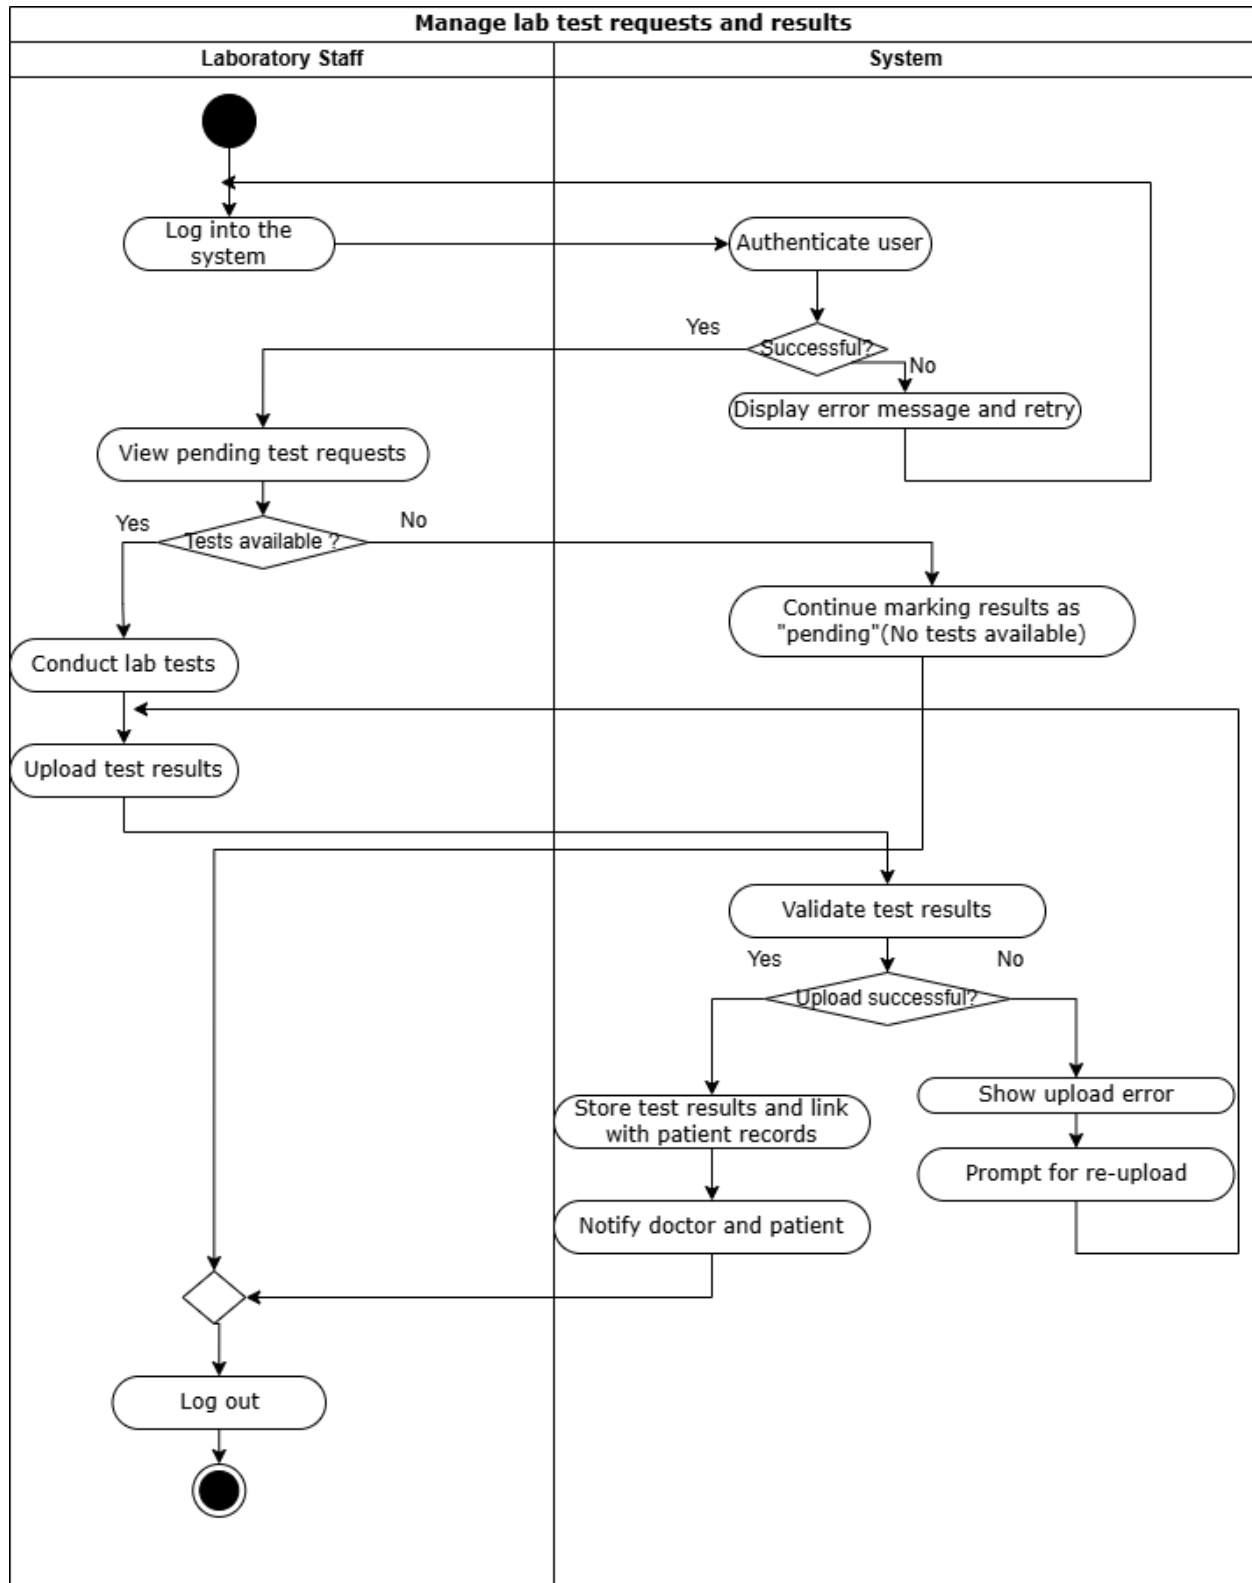 Manage lab test requests and results
Laboratory Staff
System
Log into the
system
Authenticate user
Yes
Successful?
No
Display error message and retry
View pending test requests
Yes
No
Tests available ?
Continue marking results as
"pending"(No tests available)
Conduct lab tests
Upload test results
Validate test results
Yes
No
Upload successful?
Show upload error
Store test results and link
with patient records
Prompt for re-upload
Notify doctor and patient
Log out